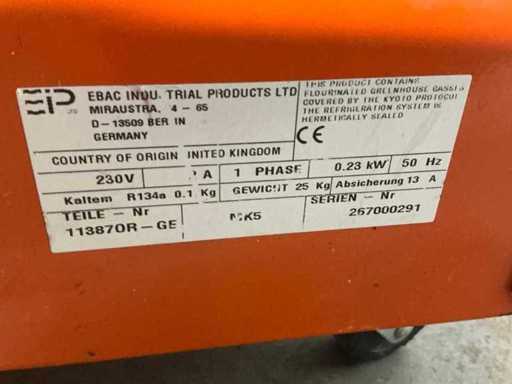 EIP EBAC INDU TRIAL PRODUCTS LTD
MIRAUSTRA. 4 - 65
D-13509 BER IN
GERMANY
THIS PRODUCT CONTAINS
FLOURINATED GREENHOUSE GASSES
COVERED BY THE KYOTO PROTOCOL
THE REFRIGERATION SYSTEM IS
HERMETICALLY SEALED
CE
COUNTRY OF ORIGIN UNITED KINGDOM
230V A 1 PHASE 0.23 kW 50 Hz
Kaltem R134a 0.1 Kg GEWICHT 25 Kg Absicherung 13 A
TEILE - Nr MK5 SERIEN - Nr
11387OR-GE 267000291